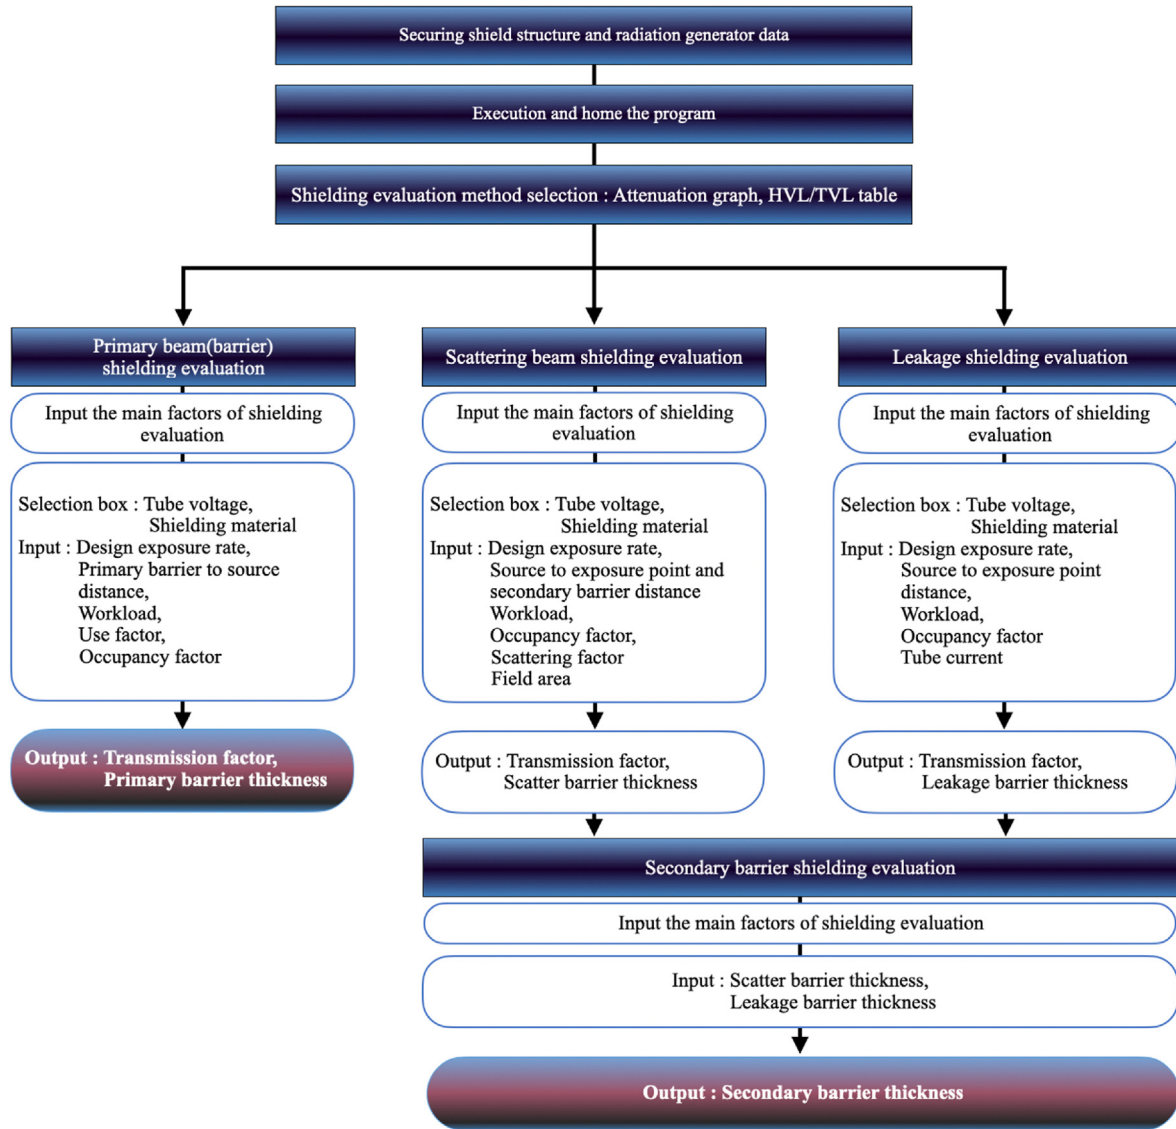 Securing shield structure and radiation generator data
Execution and home the program
Shielding evaluation method selection : Attenuation graph, HVL/TVL table
Primary beam(barrier)
shielding evaluation
Input the main factors of shielding
evaluation
Selection box : Tube voltage,
Shielding material
Input : Design exposure rate,
Primary barrier to source
distance,
Workload,
Use factor,
Occupancy factor
Output : Transmission factor,
Primary barrier thickness
Scattering beam shielding evaluation
Input the main factors of shielding
evaluation
Selection box : Tube voltage,
Shielding material
Input : Design exposure rate,
Source to exposure point and
secondary barrier distance
Workload,
Occupancy factor,
Scattering factor
Field area
Output : Transmission factor,
Scatter barrier thickness
Leakage shielding evaluation
Input the main factors of shielding
evaluation
Selection box : Tube voltage,
Shielding material
Input : Design exposure rate,
Source to exposure point
distance,
Workload,
Occupancy factor
Tube current
Output : Transmission factor,
Leakage barrier thickness
Secondary barrier shielding evaluation
Input the main factors of shielding evaluation
Input : Scatter barrier thickness,
Leakage barrier thickness
Output : Secondary barrier thickness